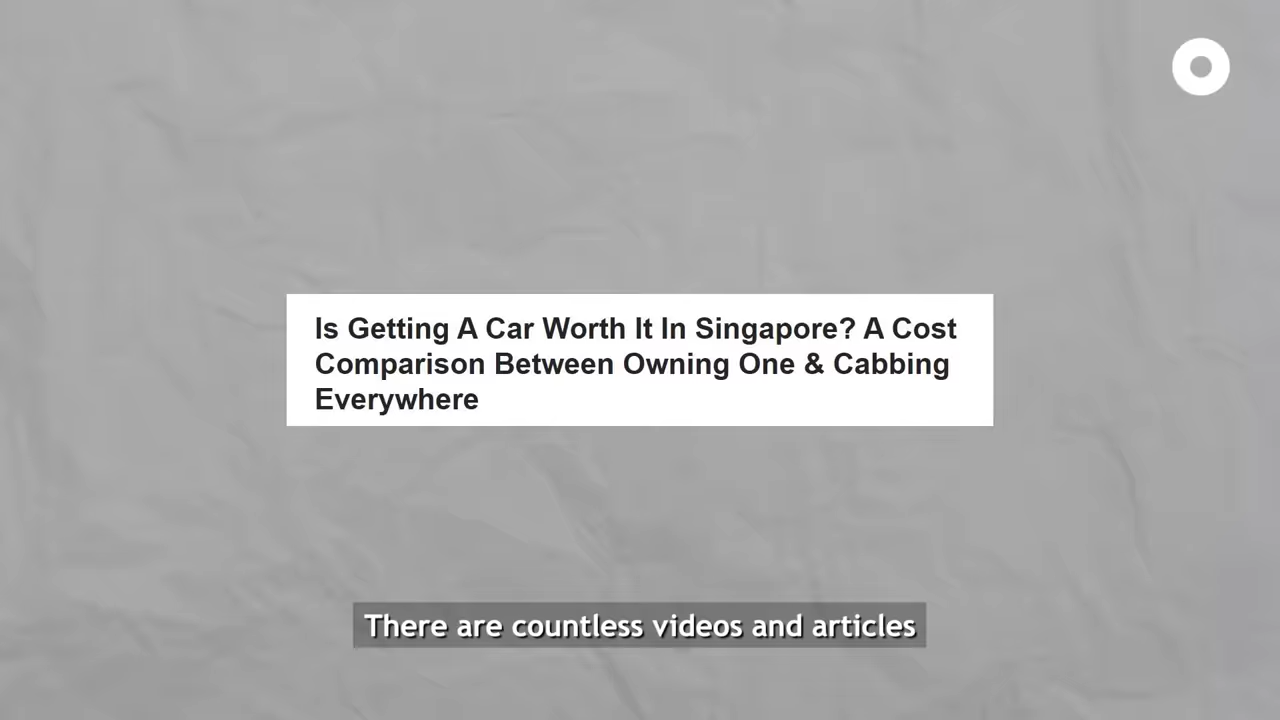 Is Getting A Car Worth It In Singapore? A Cost
Comparison Between Owning One & Cabbing
Everywhere
There are countless videos and articles